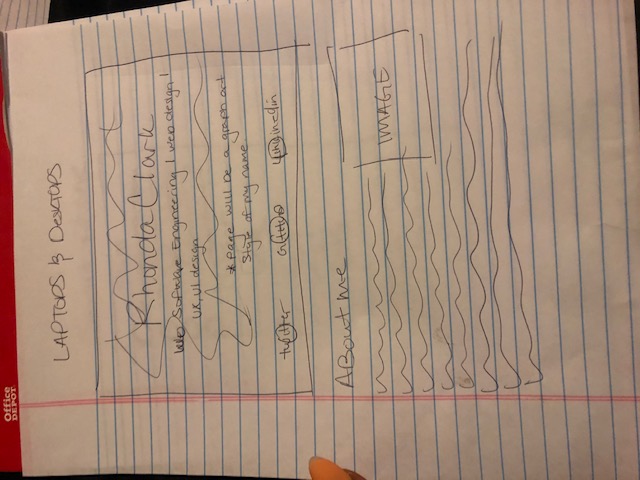 Office
DEPOT
LAPTOPS & DESKTOPS
Rhonda Clark
Software Engineering | web design |
UX, UI design
* page will be a graph art
Style of my name
twitter
GitHub
linkedin
ABout me
IMAGE